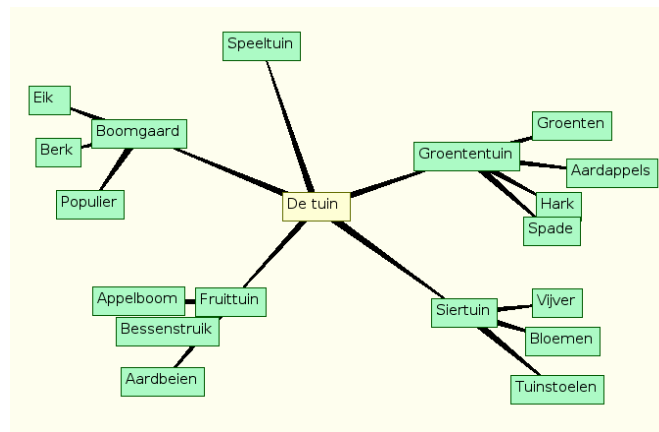 Speeltuin
Eik
Boomgaard
Berk
Populier
Groenten
Groentetuin
Aardappels
Hark
Spade
De tuin
Appelboom
Fruittuin
Bessenstruik
Aardbeien
Vijver
Siertuin
Bloemen
Tuinstoelen